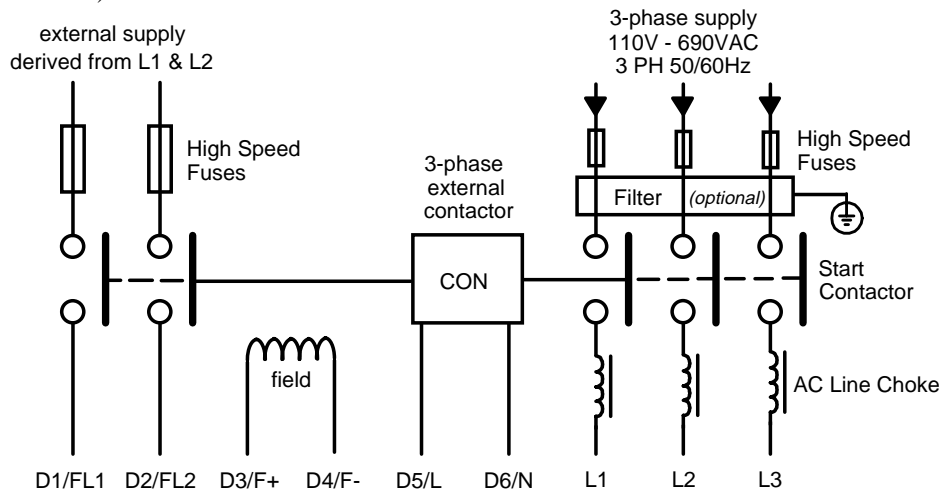 external supply
derived from L1 & L2
3-phase supply
110V - 690VAC
3 PH 50/60Hz
High Speed
Fuses
High Speed
Fuses
3-phase
external
contactor
Filter (optional)
CON
Start
Contactor
field
AC Line Choke
D1/FL1 D2/FL2 D3/F+ D4/F- D5/L D6/N L1 L2 L3